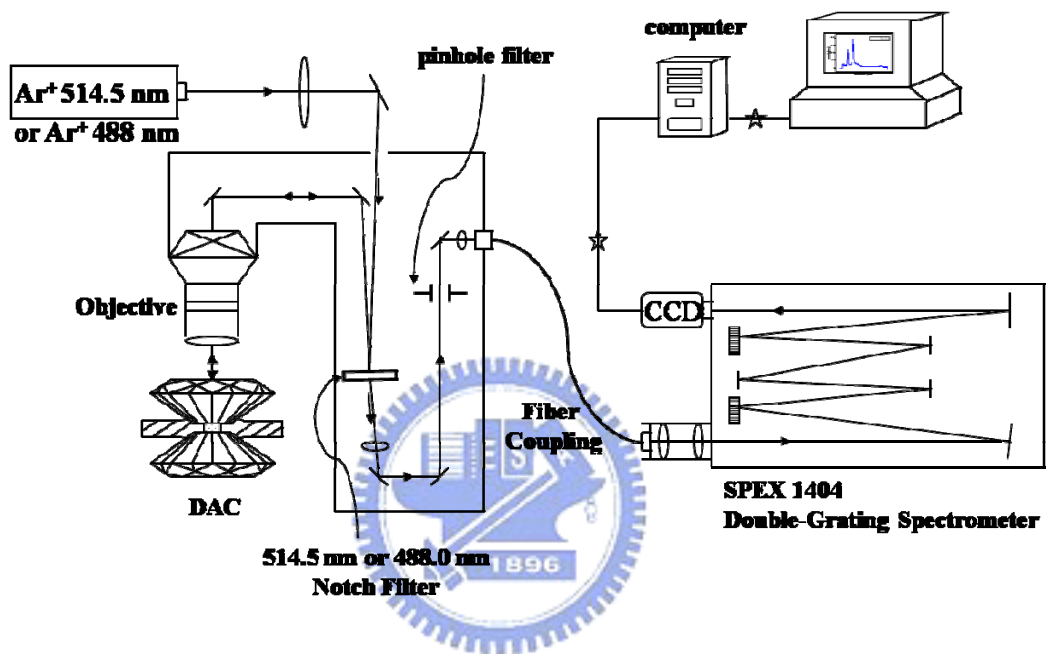 computer
pinhole filter
Ar⁺ 514.5 nm
or Ar⁺ 488 nm
Objective
CCD
Fiber
Coupling
DAC
SPEX 1404
Double-Grating Spectrometer
514.5 nm or 488.0 nm
Notch Filter
1896